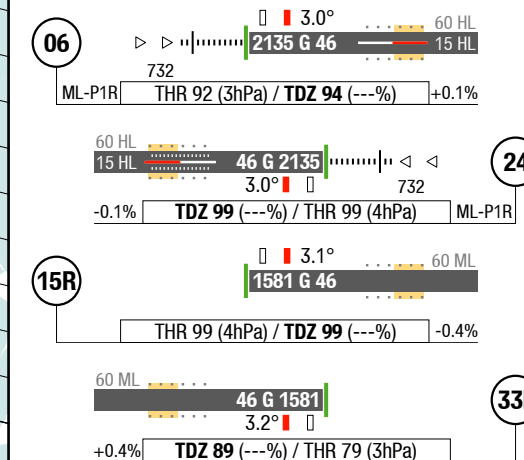 3.0° 60 HL
06 2135 G 46 15 HL
732
ML-P1R THR 92 (3hPa) / TDZ 94 (---%) +0.1%
60 HL
15 HL 46 G 2135 24
3.0° 732
-0.1% TDZ 99 (---%) / THR 99 (4hPa) ML-P1R
3.1° 60 ML
15R 1581 G 46
THR 99 (4hPa) / TDZ 99 (---%) -0.4%
60 ML
46 G 1581
3.2°
+0.4% TDZ 89 (---%) / THR 79 (3hPa)